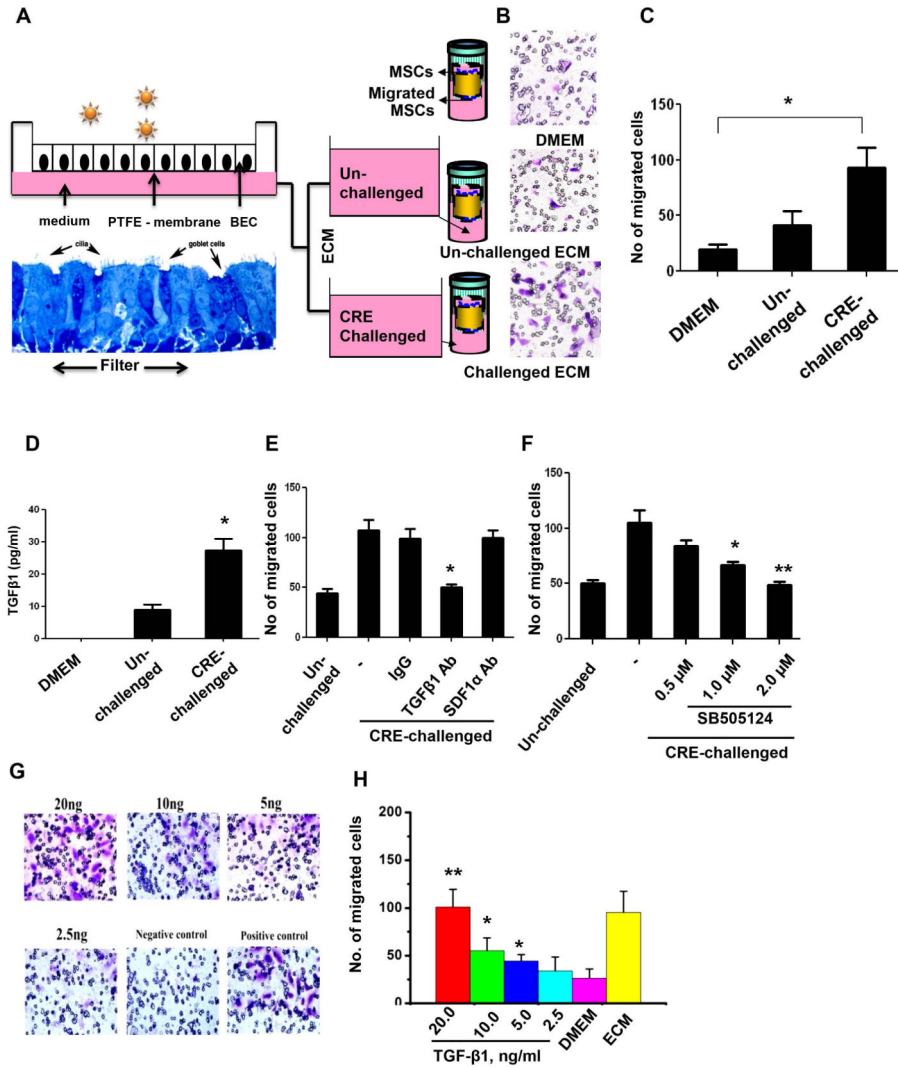 A
MSCs
Migrated
MSCs
medium
PTFE - membrane
BEC
cilia
goblet cells
Filter
ECM
Un-
challenged
CRE
Challenged
B
DMEM
Un-challenged ECM
Challenged ECM
C
No of migrated cells
150
100
50
0
*
DMEM
Un-
challenged
CRE-
challenged
D
TGFβ1 (pg/ml)
40
30
20
10
0
*
DMEM
Un-
challenged
CRE-
challenged
E
No of migrated cells
150
100
50
0
*
Un-
challenged
-
IgG
TGFβ1 Ab
SDF1α Ab
CRE-challenged
F
No of migrated cells
150
100
50
0
*
**
Un-challenged
-
0.5 µM
1.0 µM
2.0 µM
SB505124
CRE-challenged
G
20ng
10ng
5ng
2.5ng
Negative control
Positive control
H
No. of migrated cells
200
150
100
50
0
**
*
*
20.0
10.0
5.0
2.5
DMEM
ECM
TGF-β1, ng/ml